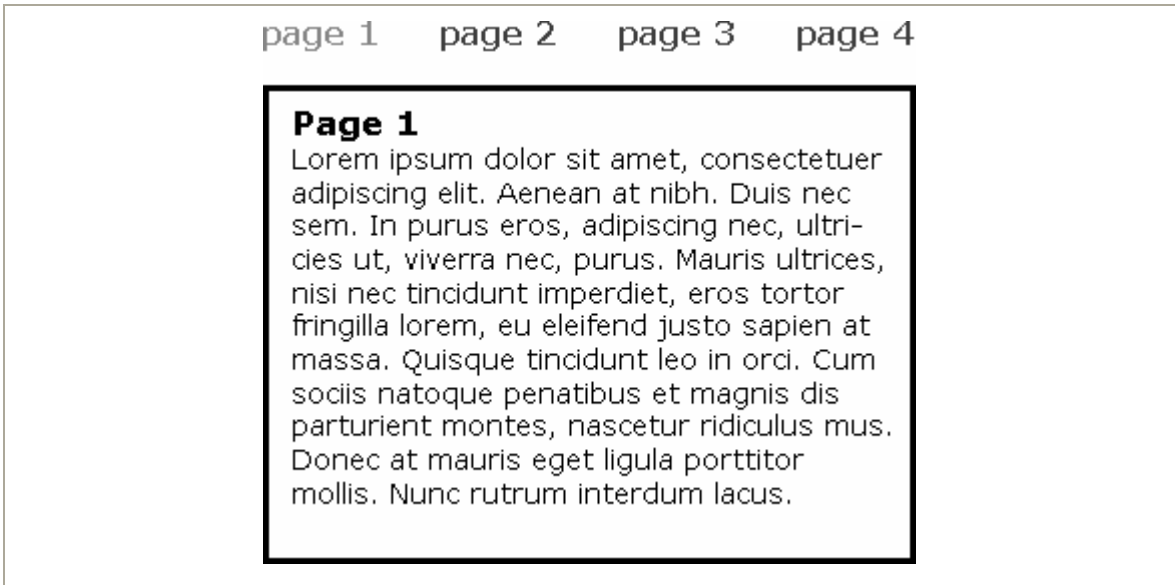 page 1 page 2 page 3 page 4
Page 1
Lorem ipsum dolor sit amet, consectetuer
adipiscing elit. Aenean at nibh. Duis nec
sem. In purus eros, adipiscing nec, ultri-
cies ut, viverra nec, purus. Mauris ultrices,
nisi nec tincidunt imperdiet, eros tortor
fringilla lorem, eu eleifend justo sapien at
massa. Quisque tincidunt leo in orci. Cum
sociis natoque penatibus et magnis dis
parturient montes, nascetur ridiculus mus.
Donec at mauris eget ligula porttitor
mollis. Nunc rutrum interdum lacus.